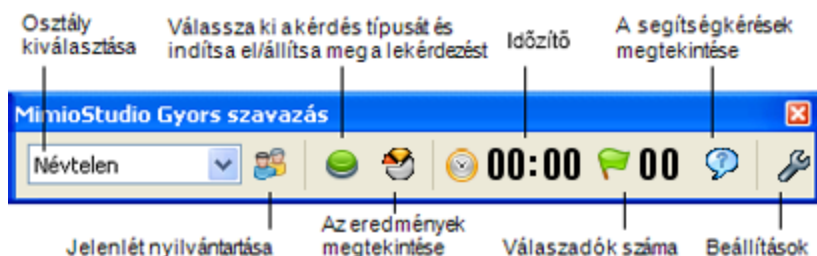 Osztály
kiválasztása
Válassza ki a kérdés típusát és
indítsa el/állítsa meg a lekérdezést
Időzítő
A segítségkérések
megtekintése
MimioStudio Gyors szavazás
Névtelen
00:00
00
Jelenlét nyilvántartása
Az eredmények
megtekintése
Válaszadók száma
Beállítások